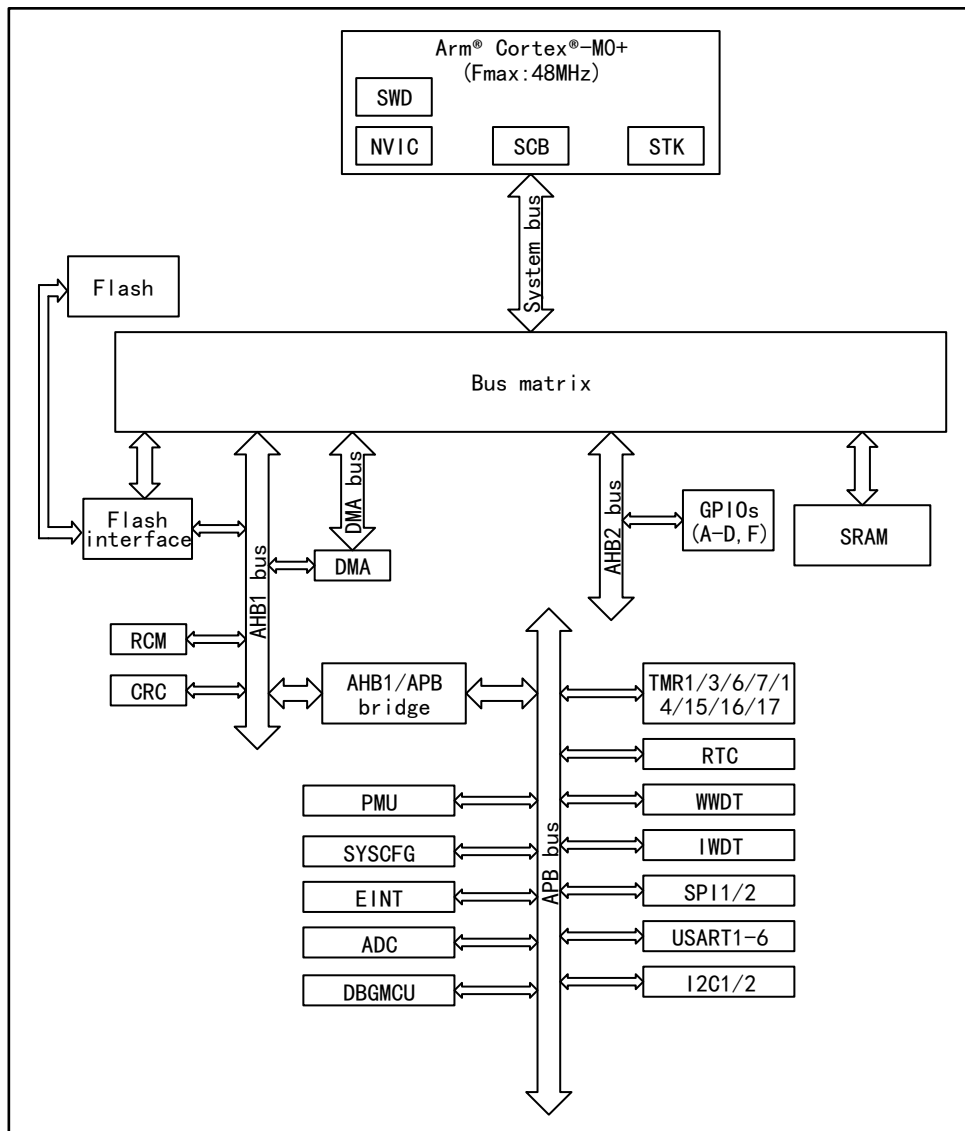 Arm® Cortex®-M0+
(Fmax:48MHz)
SWD
NVIC
SCB
STK
System bus
Flash
Bus matrix
Flash
interface
AHB1 bus
DMA bus
DMA
AHB2 bus
GPIOs
(A-D,F)
SRAM
RCM
CRC
AHB1/APB
bridge
APB bus
TMR1/3/6/7/1
4/15/16/17
RTC
PMU
WWDT
SYSCFG
IWDT
EINT
SPI1/2
ADC
USART1-6
DBGMCU
I2C1/2